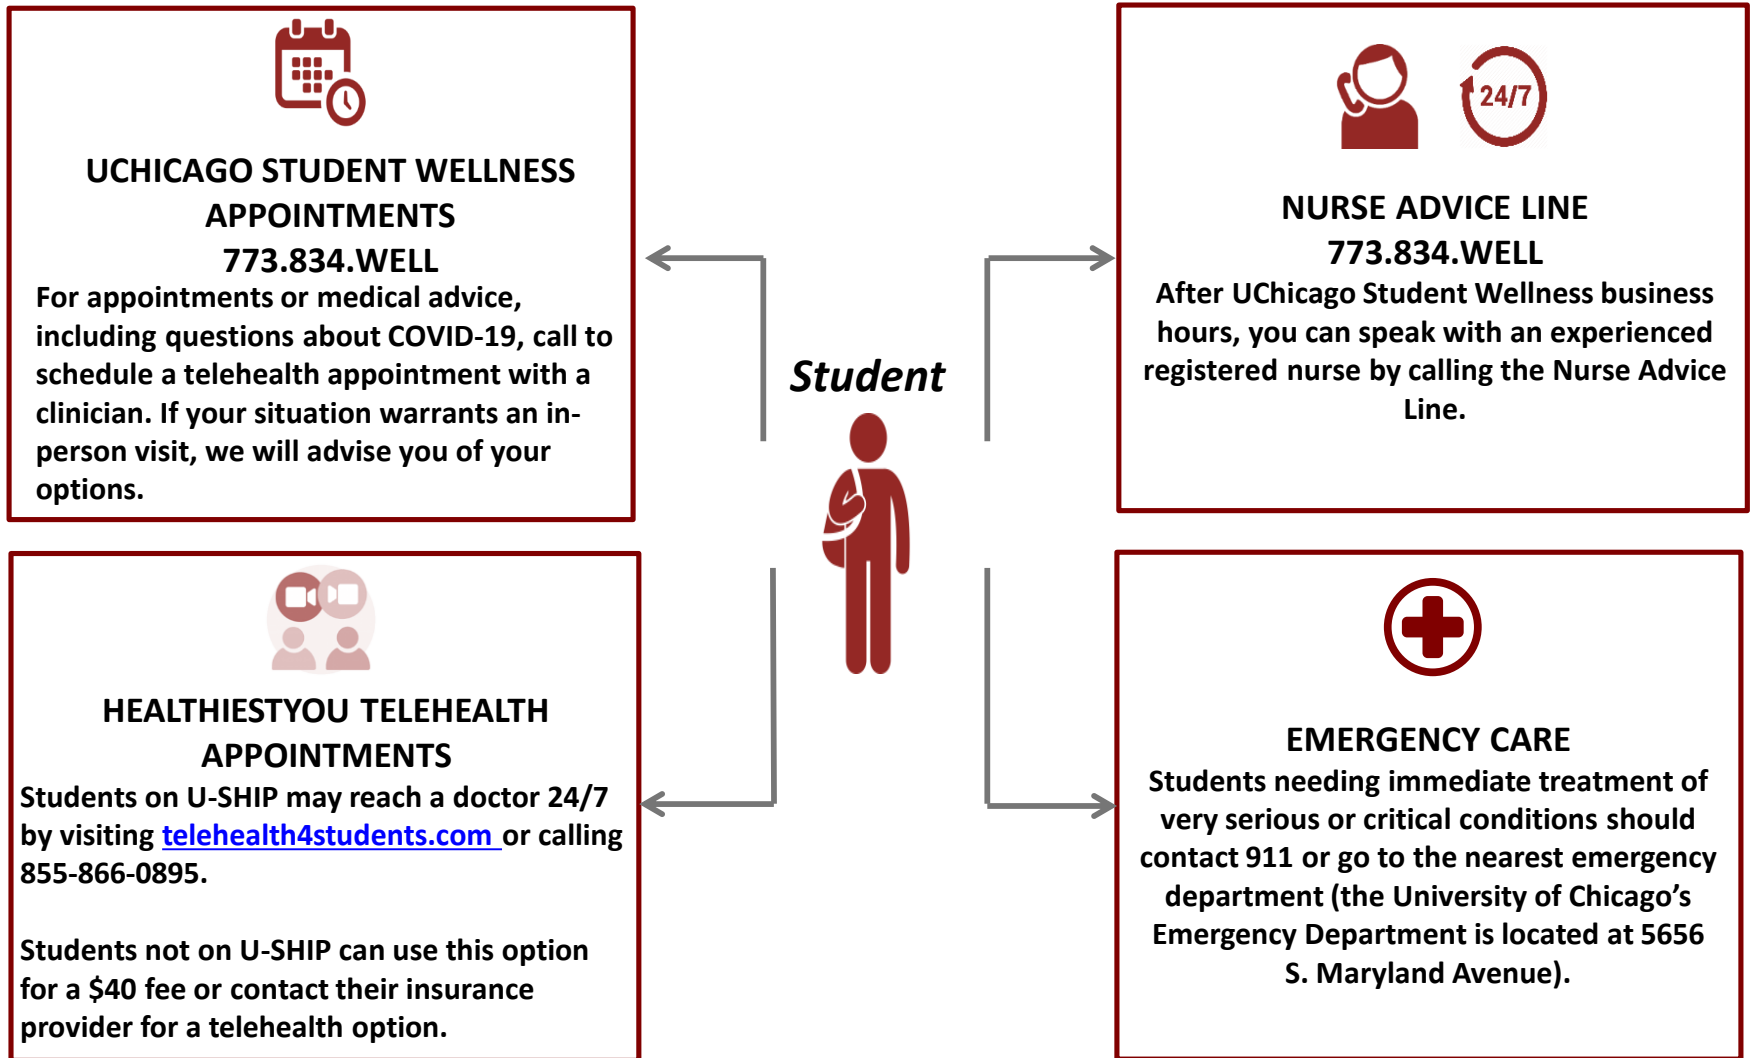 UCHICAGO STUDENT WELLNESS
APPOINTMENTS
773.834.WELL
For appointments or medical advice,
including questions about COVID-19, call to
schedule a telehealth appointment with a
clinician. If your situation warrants an in-
person visit, we will advise you of your
options.
24/7
NURSE ADVICE LINE
773.834.WELL
After UChicago Student Wellness business
hours, you can speak with an experienced
registered nurse by calling the Nurse Advice
Line.
Student
HEALTHIESTYOU TELEHEALTH
APPOINTMENTS
Students on U-SHIP may reach a doctor 24/7
by visiting telehealth4students.com or calling
855-866-0895.
Students not on U-SHIP can use this option
for a $40 fee or contact their insurance
provider for a telehealth option.
EMERGENCY CARE
Students needing immediate treatment of
very serious or critical conditions should
contact 911 or go to the nearest emergency
department (the University of Chicago’s
Emergency Department is located at 5656
S. Maryland Avenue).